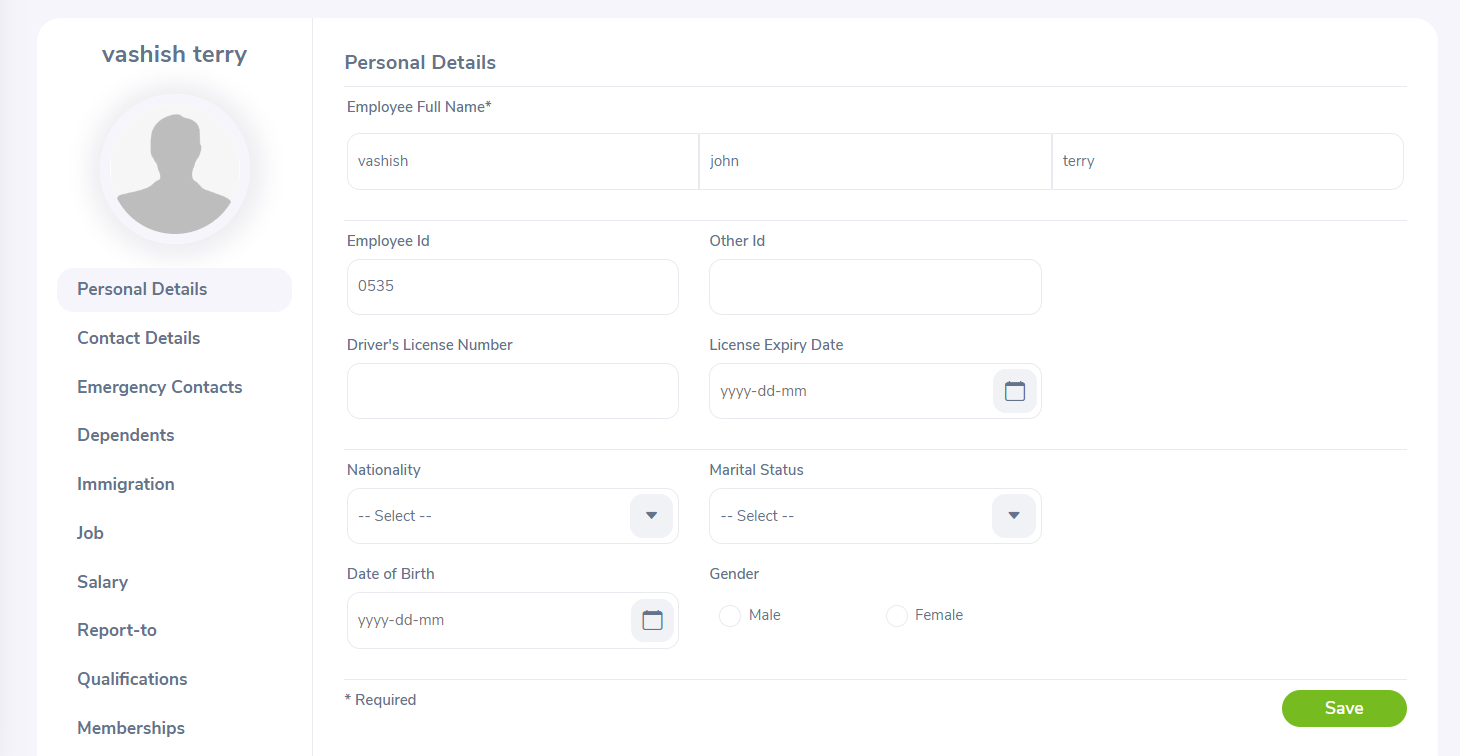 vashish terry
Personal Details
Contact Details
Emergency Contacts
Dependents
Immigration
Job
Salary
Report-to
Qualifications
Memberships
Personal Details
Employee Full Name*
vashish john terry
Employee Id Other Id
0535
Driver's License Number License Expiry Date
yyyy-dd-mm
Nationality Marital Status
-- Select -- -- Select --
Date of Birth Gender
yyyy-dd-mm Male Female
* Required Save